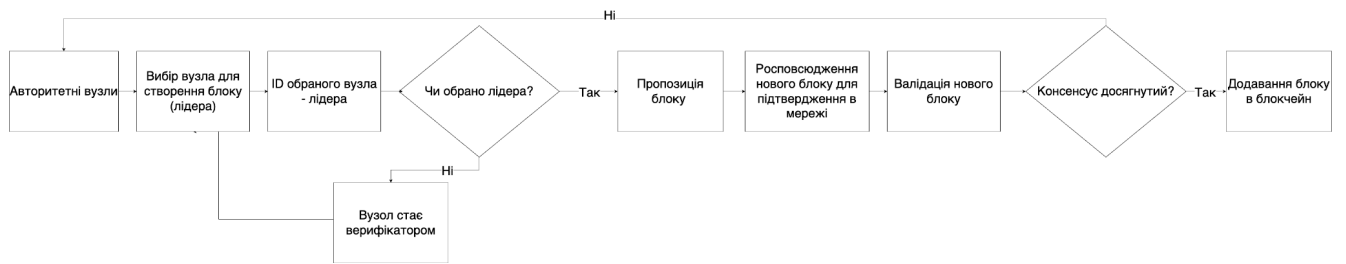 Ні
Авторитетні вузли
Вибір вузла для
створення блоку
(лідера)
ID обраного вузла
- лідера
Чи обрано лідера?
Так
Пропозиція
блоку
Росповсюдження
нового блоку для
підтвердження в
мережі
Валідація нового
блоку
Консенсус досягнутий?
Так
Додавання блоку
в блокчейн
Ні
Вузол стає
верифікатором